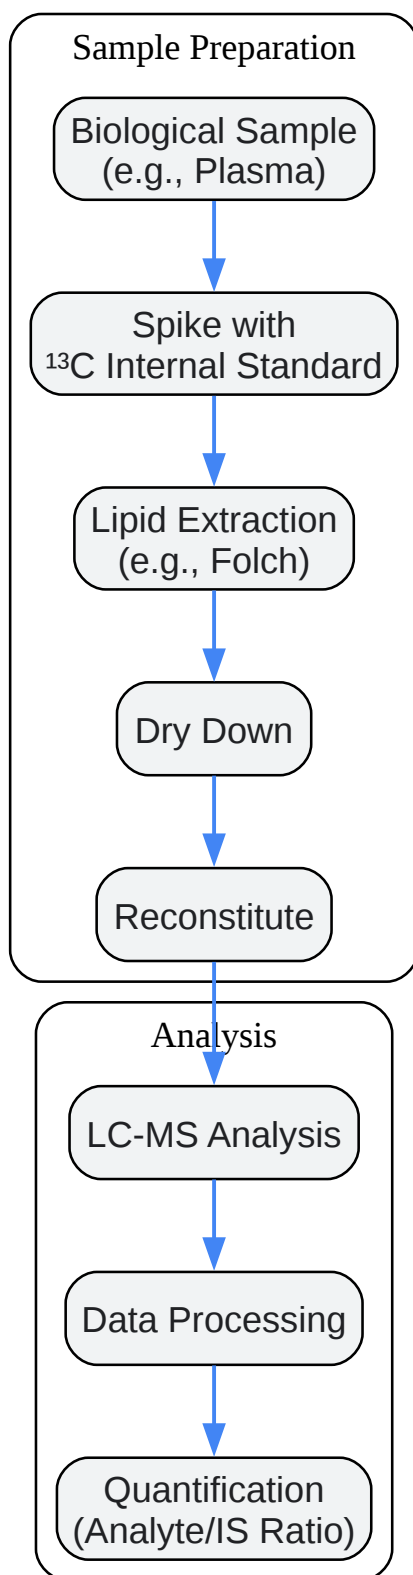 Sample Preparation
Biological Sample
(e.g., Plasma)
Spike with
¹³C Internal Standard
Lipid Extraction
(e.g., Folch)
Dry Down
Reconstitute
Analysis
LC-MS Analysis
Data Processing
Quantification
(Analyte/IS Ratio)